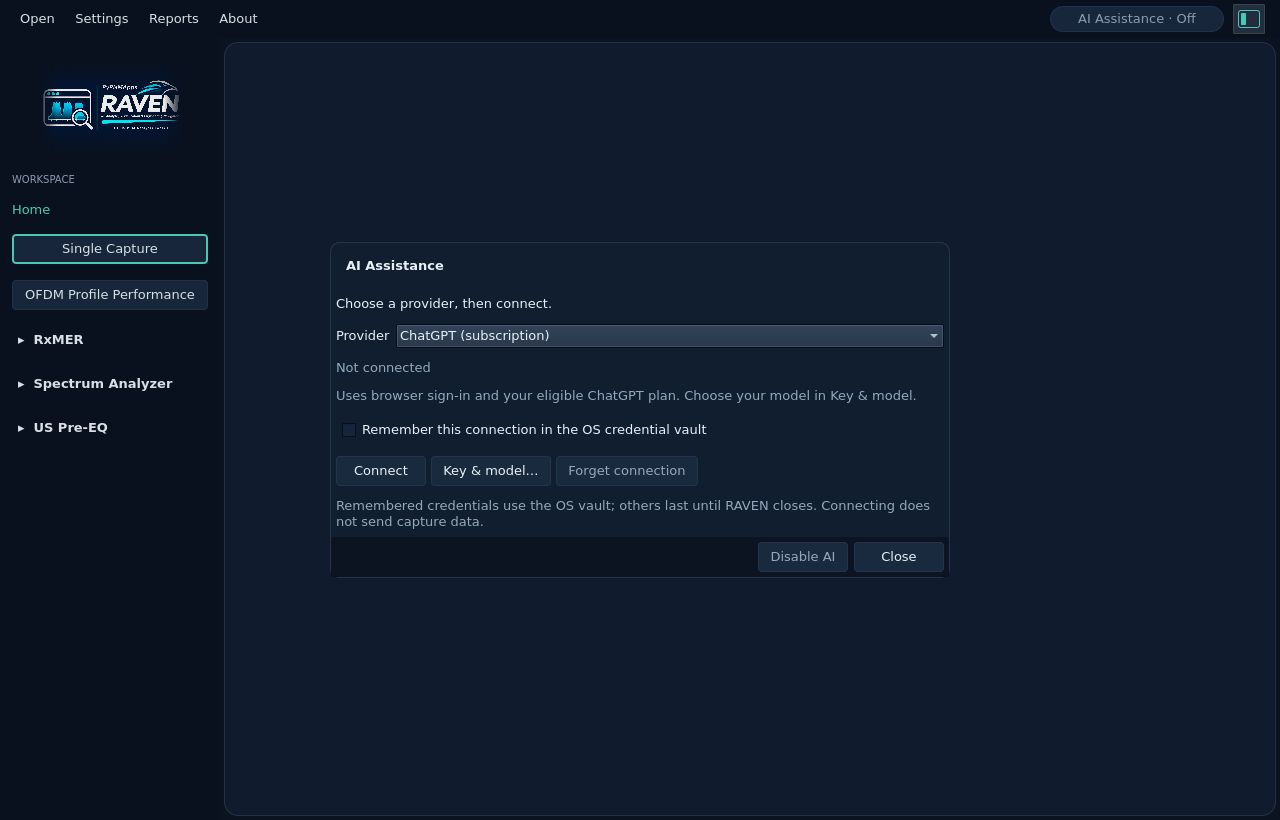 Open Settings Reports About
AI Assistance · Off
PyPNMApps
RAVEN
WORKSPACE
Home
Single Capture
OFDM Profile Performance
▸ RxMER
▸ Spectrum Analyzer
▸ US Pre-EQ
AI Assistance
Choose a provider, then connect.
Provider ChatGPT (subscription)
Not connected
Uses browser sign-in and your eligible ChatGPT plan. Choose your model in Key & model.
Remember this connection in the OS credential vault
Connect Key & model... Forget connection
Remembered credentials use the OS vault; others last until RAVEN closes. Connecting does
not send capture data.
Disable AI Close